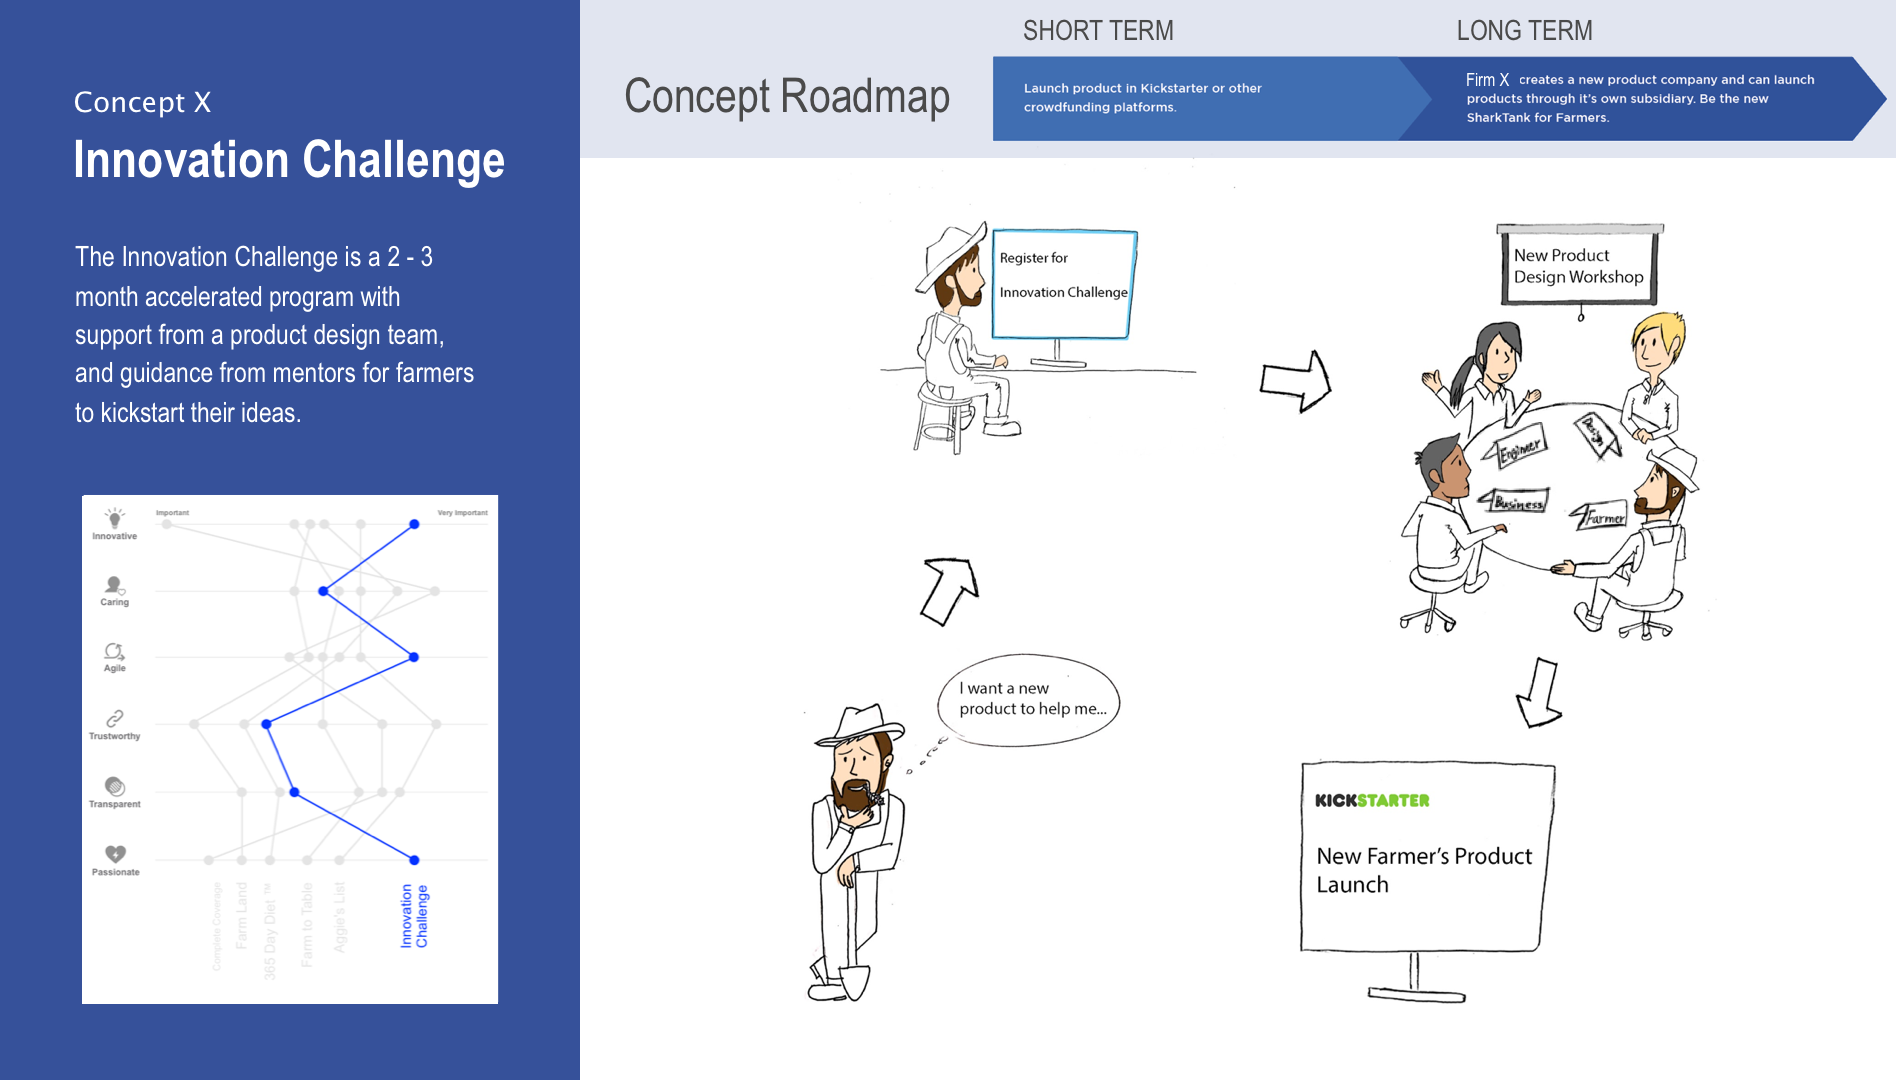 Concept X
Innovation Challenge
The Innovation Challenge is a 2 - 3
month accelerated program with
support from a product design team,
and guidance from mentors for farmers
to kickstart their ideas.
Important
Very Important
Innovative
Caring
Agile
Trustworthy
Transparent
Passionate
Complete Coverage
Farm Land
365 Day Diet ™
Farm to Table
Aggie's List
Innovation
Challenge
Concept Roadmap
SHORT TERM
Launch product in Kickstarter or other
crowdfunding platforms.
LONG TERM
Firm X creates a new product company and can launch
products through it's own subsidiary. Be the new
SharkTank for Farmers.
Register for
Innovation Challenge
New Product
Design Workshop
Engineer
Design
Business
Farmer
I want a new
product to help me...
KICKSTARTER
New Farmer's Product
Launch